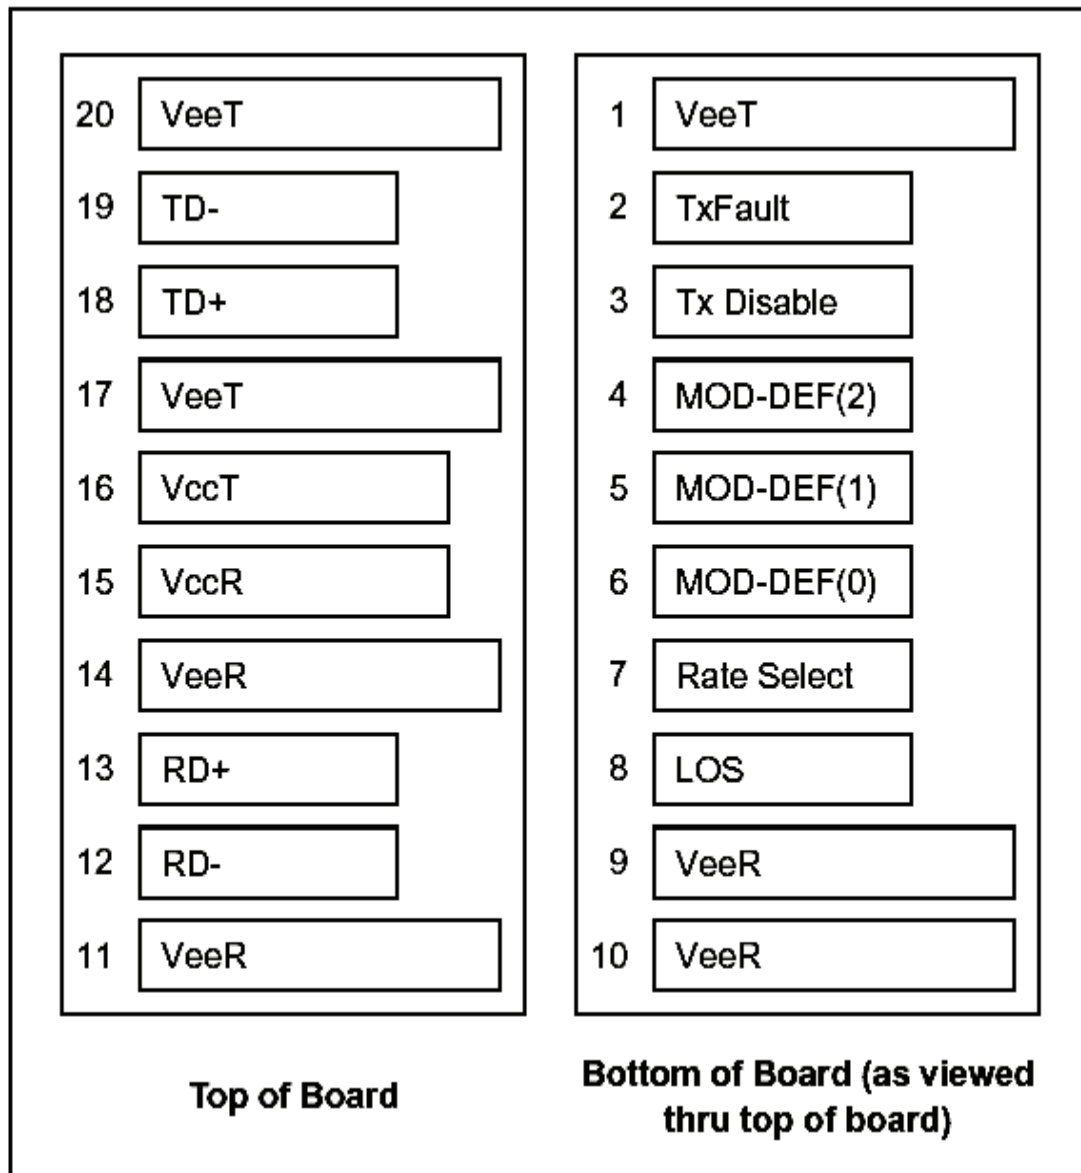 20 VeeT
19 TD-
18 TD+
17 VeeT
16 VccT
15 VccR
14 VeeR
13 RD+
12 RD-
11 VeeR
Top of Board
1 VeeT
2 TxFault
3 Tx Disable
4 MOD-DEF(2)
5 MOD-DEF(1)
6 MOD-DEF(0)
7 Rate Select
8 LOS
9 VeeR
10 VeeR
Bottom of Board (as viewed
thru top of board)